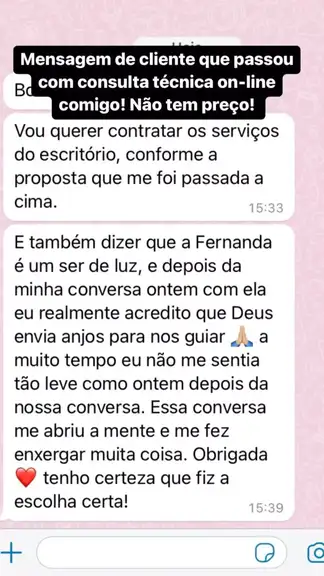 Mensagem de cliente que passou
com consulta técnica on-line
comigo! Não tem preço!
Bo
Vou querer contratar os serviços
do escritório, conforme a
proposta que me foi passada a
cima.
15:33
E também dizer que a Fernanda
é um ser de luz, e depois da
minha conversa ontem com ela
eu realmente acredito que Deus
envia anjos para nos guiar 🙏🏼 a
muito tempo eu não me sentia
tão leve como ontem depois da
nossa conversa. Essa conversa
me abriu a mente e me fez
enxergar muita coisa. Obrigada
❤️ tenho certeza que fiz a
escolha certa!
15:39